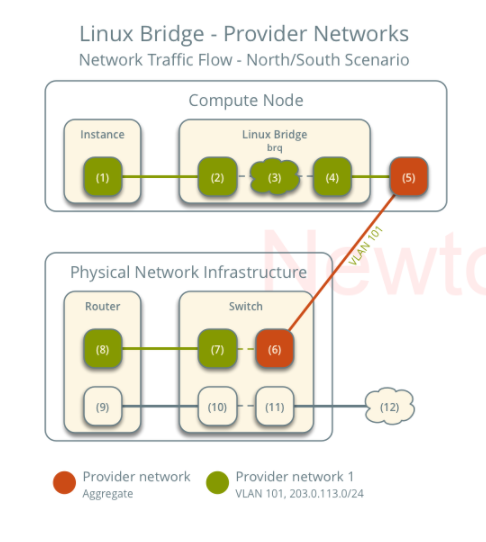 Linux Bridge - Provider Networks
Network Traffic Flow - North/South Scenario
Compute Node
Instance
Linux Bridge
brq
(1)
(2)
(3)
(4)
(5)
VLAN 101
Physical Network Infrastructure
Router
Switch
(8)
(7)
(6)
(9)
(10)
(11)
(12)
Provider network
Aggregate
Provider network 1
VLAN 101, 203.0.113.0/24